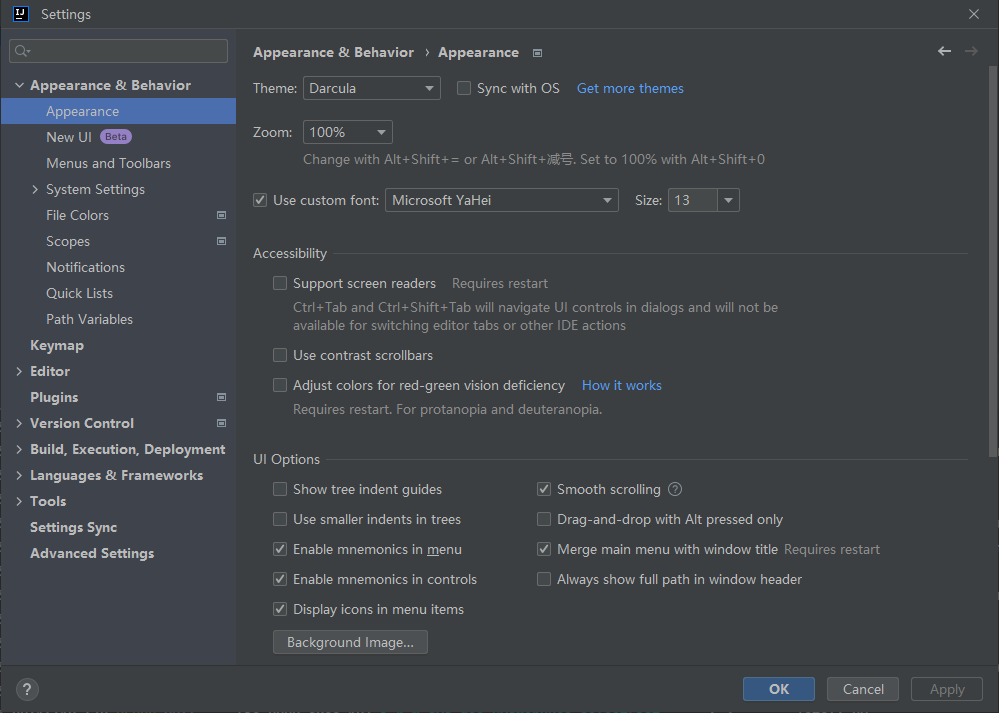 IJ
Settings
Appearance & Behavior
Appearance
New UI Beta
Menus and Toolbars
System Settings
File Colors
Scopes
Notifications
Quick Lists
Path Variables
Keymap
Editor
Plugins
Version Control
Build, Execution, Deployment
Languages & Frameworks
Tools
Settings Sync
Advanced Settings
Appearance & Behavior › Appearance
Theme: Darcula Sync with OS Get more themes
Zoom: 100%
Change with Alt+Shift+= or Alt+Shift+减号. Set to 100% with Alt+Shift+0
Use custom font: Microsoft YaHei Size: 13
Accessibility
Support screen readers Requires restart
Ctrl+Tab and Ctrl+Shift+Tab will navigate UI controls in dialogs and will not be
available for switching editor tabs or other IDE actions
Use contrast scrollbars
Adjust colors for red-green vision deficiency How it works
Requires restart. For protanopia and deuteranopia.
UI Options
Show tree indent guides Smooth scrolling ?
Use smaller indents in trees Drag-and-drop with Alt pressed only
Enable mnemonics in menu Merge main menu with window title Requires restart
Enable mnemonics in controls Always show full path in window header
Display icons in menu items
Background Image...
? OK Cancel Apply